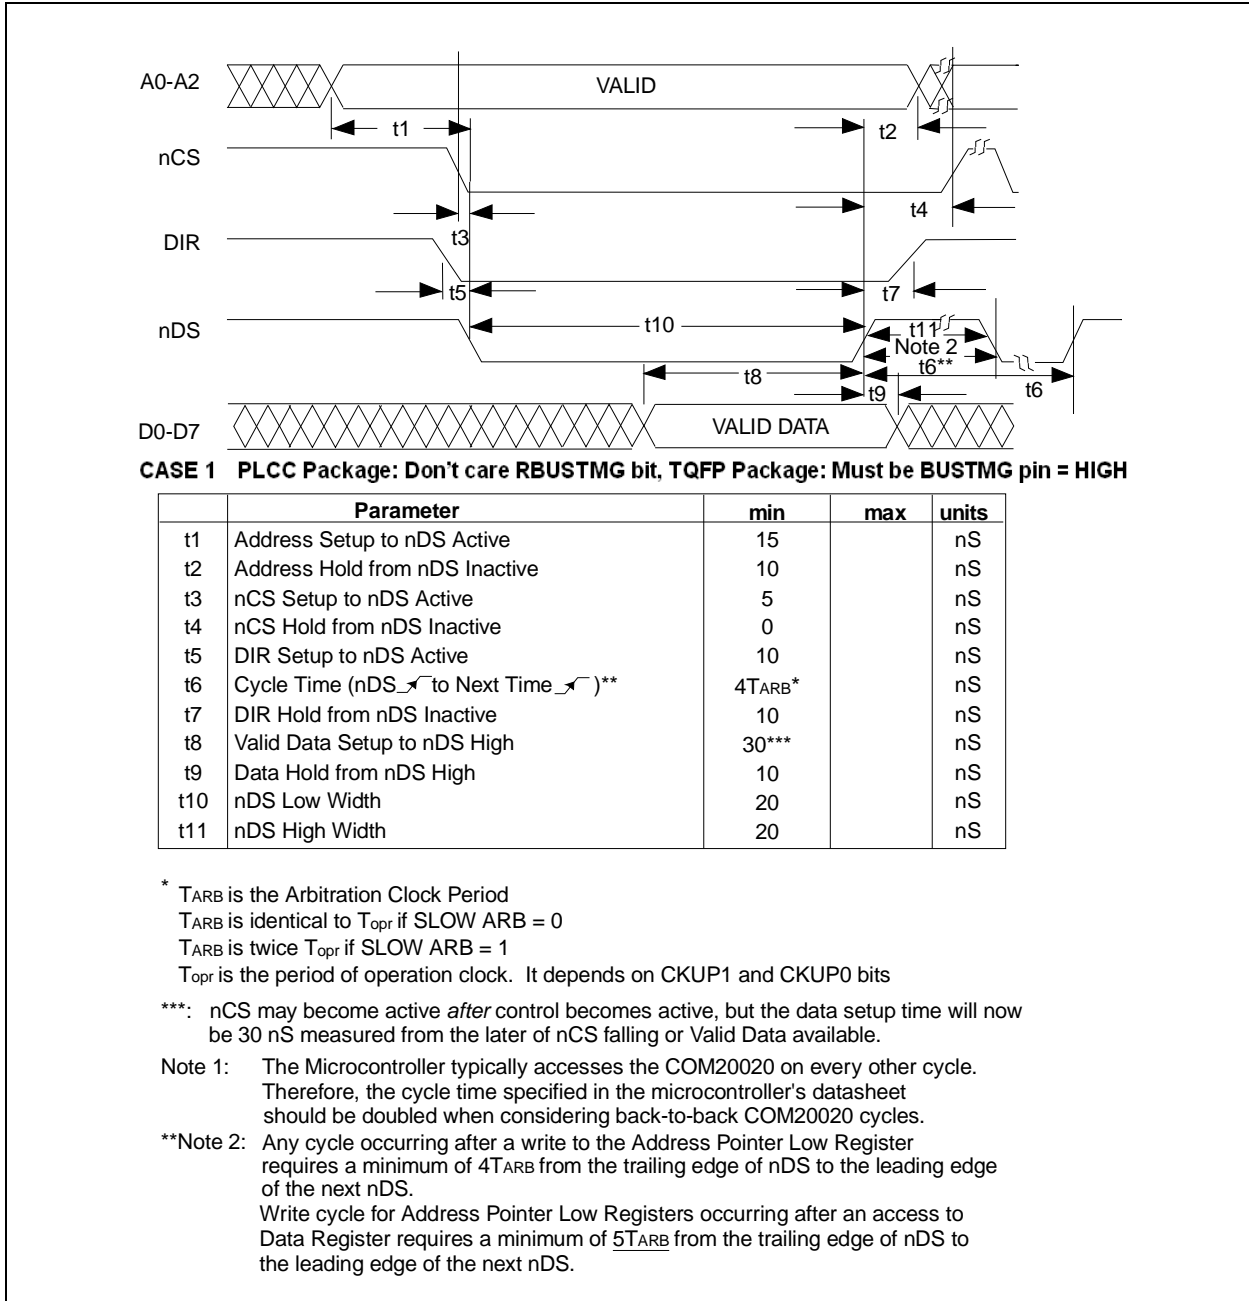 A0-A2
VALID
t1
t2
nCS
t4
t3
DIR
t5
t7
nDS
t10
t11
Note 2
t6**
t8
t6
t9
D0-D7
VALID DATA
CASE 1 PLCC Package: Don't care RBUSTMG bit, TQFP Package: Must be BUSTMG pin = HIGH
Parameter min max units
t1 Address Setup to nDS Active 15 nS
t2 Address Hold from nDS Inactive 10 nS
t3 nCS Setup to nDS Active 5 nS
t4 nCS Hold from nDS Inactive 0 nS
t5 DIR Setup to nDS Active 10 nS
t6 Cycle Time (nDS to Next Time )** 4TARB* nS
t7 DIR Hold from nDS Inactive 10 nS
t8 Valid Data Setup to nDS High 30*** nS
t9 Data Hold from nDS High 10 nS
t10 nDS Low Width 20 nS
t11 nDS High Width 20 nS
* TARB is the Arbitration Clock Period
TARB is identical to Topr if SLOW ARB = 0
TARB is twice Topr if SLOW ARB = 1
Topr is the period of operation clock. It depends on CKUP1 and CKUP0 bits
***: nCS may become active after control becomes active, but the data setup time will now
be 30 nS measured from the later of nCS falling or Valid Data available.
Note 1: The Microcontroller typically accesses the COM20020 on every other cycle.
Therefore, the cycle time specified in the microcontroller's datasheet
should be doubled when considering back-to-back COM20020 cycles.
**Note 2: Any cycle occurring after a write to the Address Pointer Low Register
requires a minimum of 4TARB from the trailing edge of nDS to the leading edge
of the next nDS.
Write cycle for Address Pointer Low Registers occurring after an access to
Data Register requires a minimum of 5TARB from the trailing edge of nDS to
the leading edge of the next nDS.